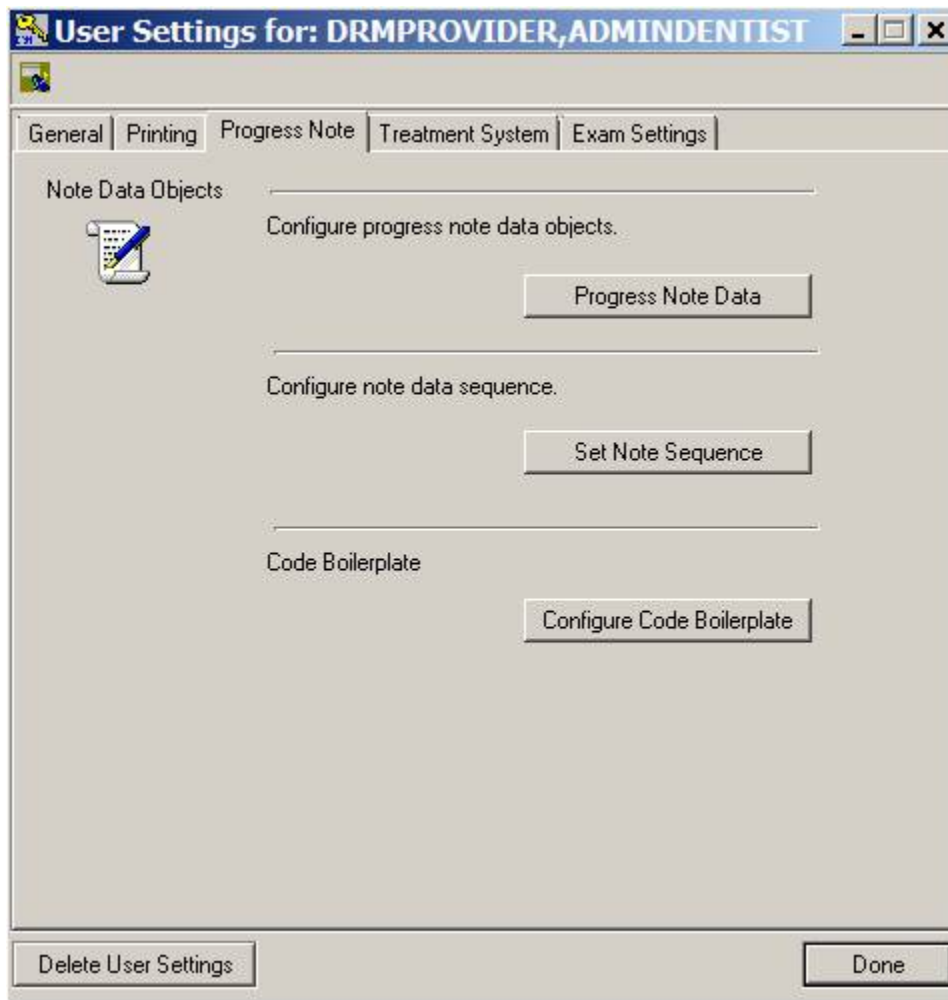 User Settings for: DRMPROVIDER,ADMINDENTIST
General Printing Progress Note Treatment System Exam Settings
Note Data Objects
Configure progress note data objects.
Progress Note Data
Configure note data sequence.
Set Note Sequence
Code Boilerplate
Configure Code Boilerplate
Delete User Settings Done